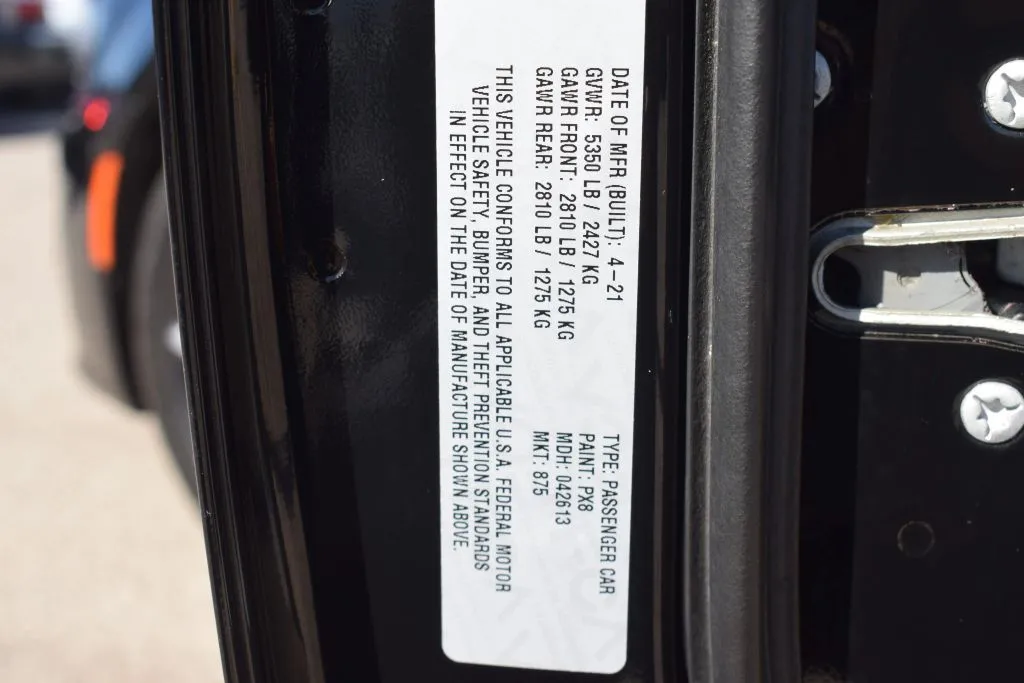 DATE OF MFR (BUILT): 4-21 TYPE: PASSENGER CAR
GVWR: 5350 LB / 2427 KG PAINT: PX8
GAWR FRONT: 2810 LB / 1275 KG MDH: 042613
GAWR REAR: 2810 LB / 1275 KG MKT: 875
THIS VEHICLE CONFORMS TO ALL APPLICABLE U.S.A. FEDERAL MOTOR
VEHICLE SAFETY, BUMPER, AND THEFT PREVENTION STANDARDS
IN EFFECT ON THE DATE OF MANUFACTURE SHOWN ABOVE.